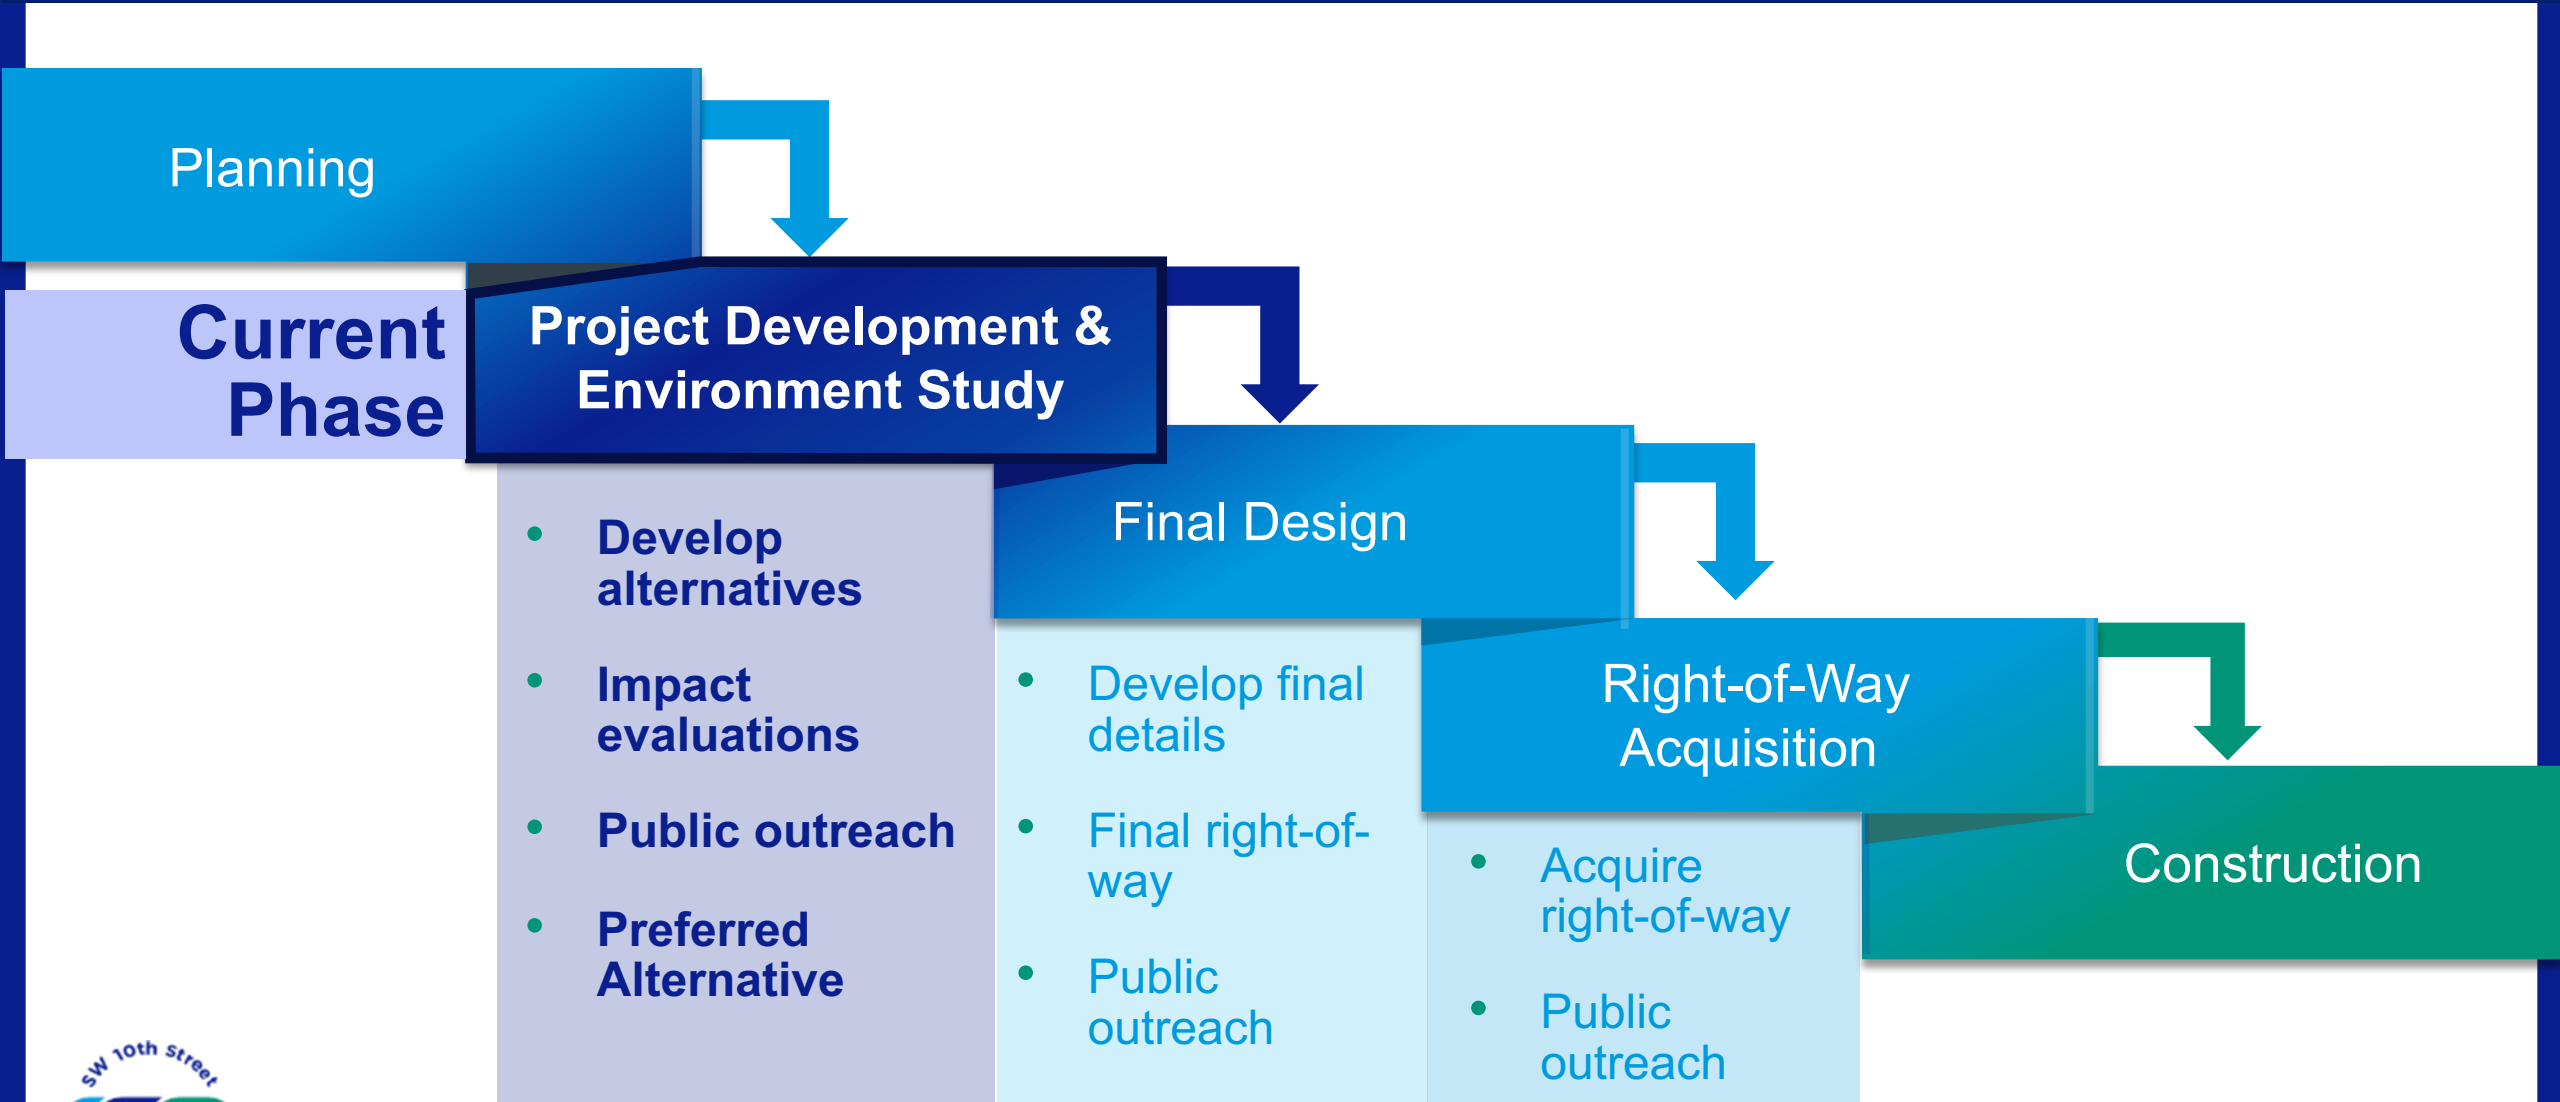 Planning
Current
Phase
Project Development &
Environment Study
• Develop
alternatives
• Impact
evaluations
• Public outreach
• Preferred
Alternative
Final Design
• Develop final
details
• Final right-of-
way
• Public
outreach
Right-of-Way
Acquisition
• Acquire
right-of-way
• Public
outreach
Construction
SW 10th Street